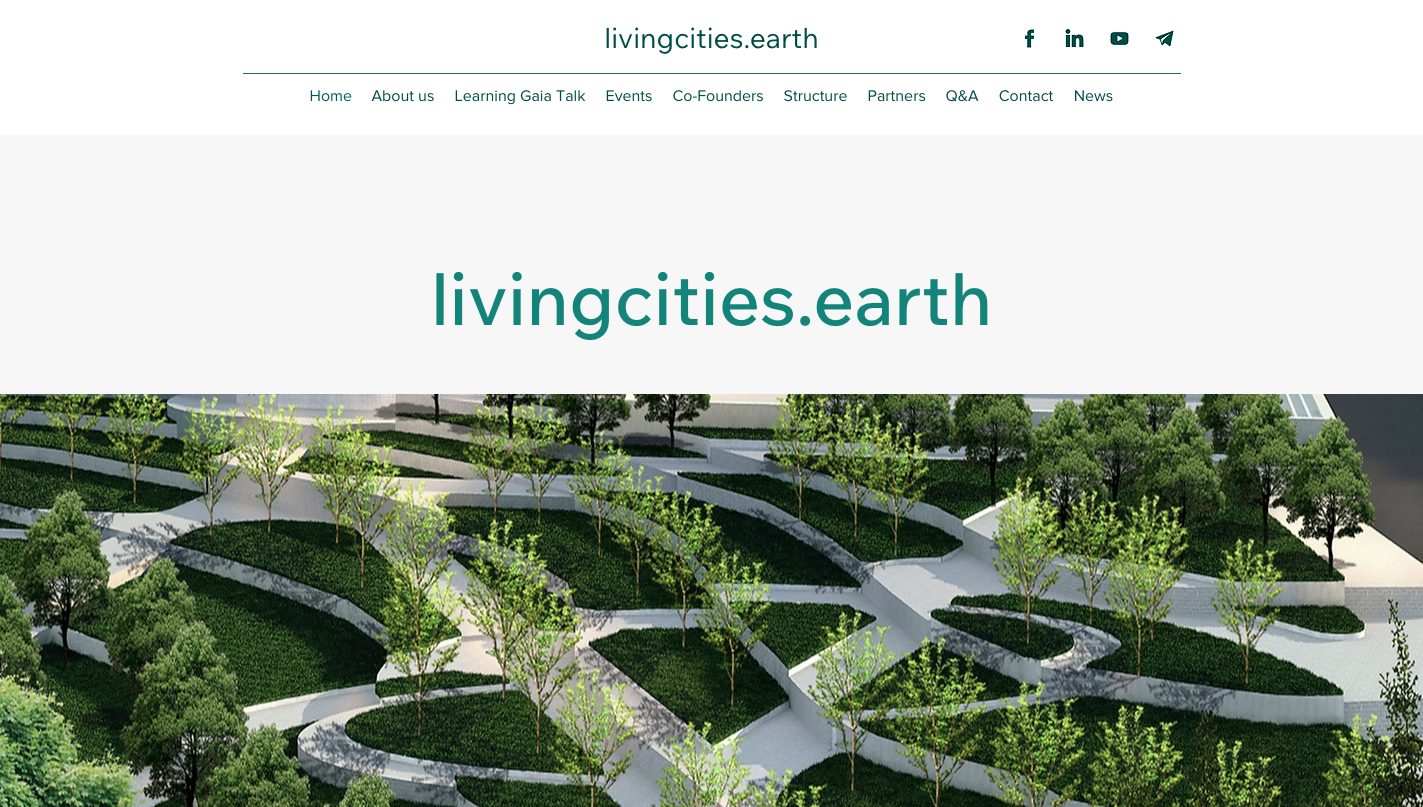 livingcities.earth
Home About us Learning Gaia Talk Events Co-Founders Structure Partners Q&A Contact News
livingcities.earth